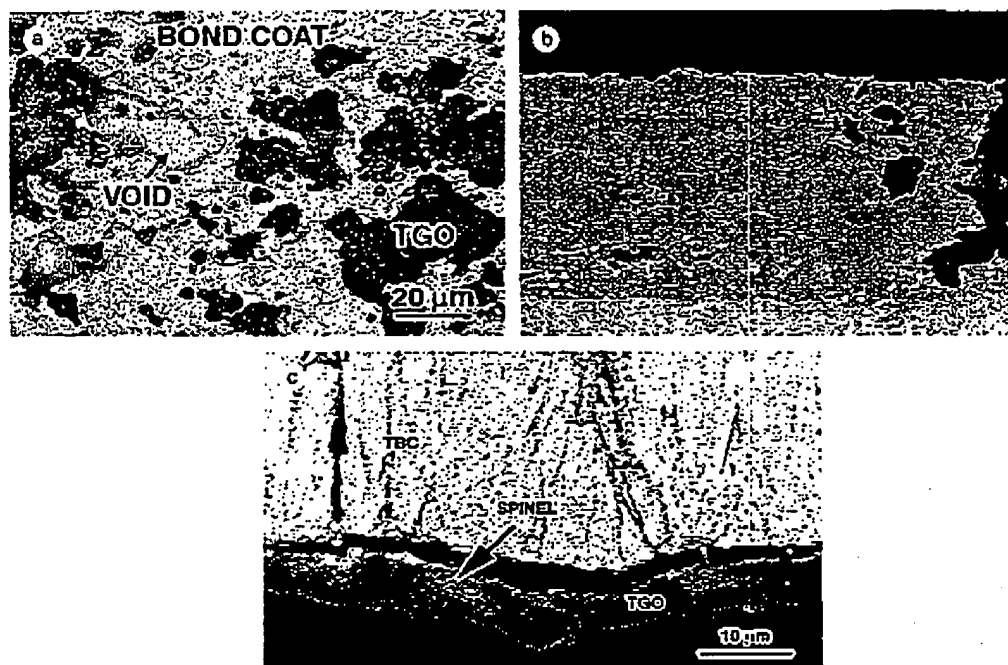 a
BOND COAT
VOID
TGO
20 µm
b
c
TBC
SPINEL
TGO
10 µm